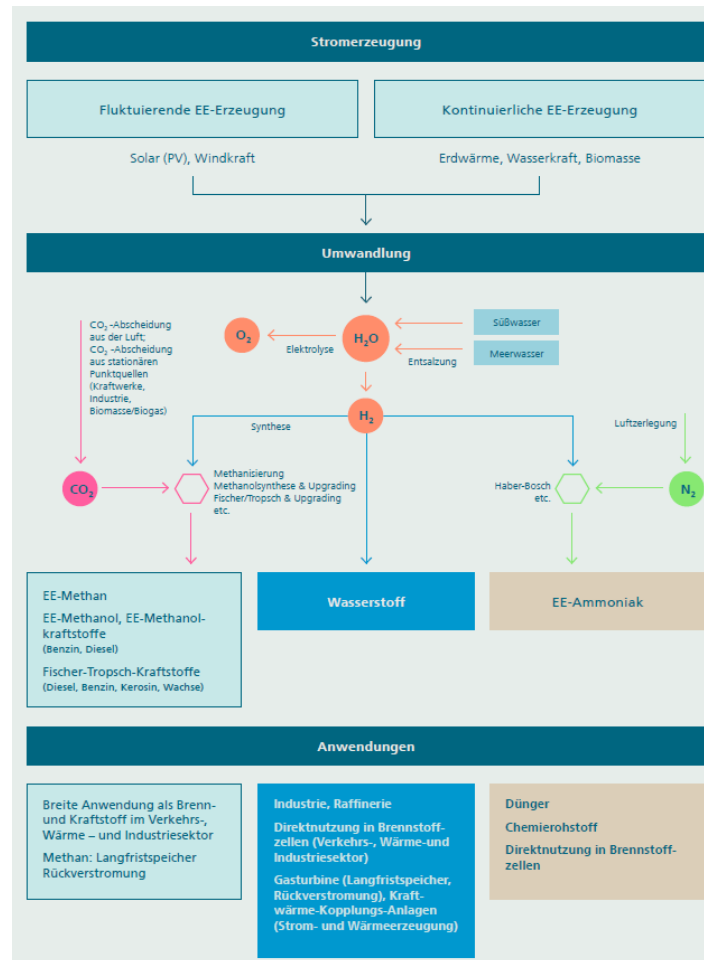 Stromerzeugung
Fluktuierende EE-Erzeugung
Kontinuierliche EE-Erzeugung
Solar (PV), Windkraft
Erdwärme, Wasserkraft, Biomasse
Umwandlung
CO₂ -Abscheidung
aus der Luft;
CO₂ -Abscheidung
aus stationären
Punktquellen
(Kraftwerke,
Industrie,
Biomasse/Biogas)
O₂
Elektrolyse
H₂O
Süßwasser
Entsalzung
Meerwasser
H₂
Synthese
Luftzerlegung
CO₂
Methanisierung
Methanolsynthese & Upgrading
Fischer/Tropsch & Upgrading
etc.
Haber-Bosch
etc.
N₂
EE-Methan
EE-Methanol, EE-Methanol-
kraftstoffe
(Benzin, Diesel)
Fischer-Tropsch-Kraftstoffe
(Diesel, Benzin, Kerosin, Wachse)
Wasserstoff
EE-Ammoniak
Anwendungen
Breite Anwendung als Brenn-
und Kraftstoff im Verkehrs-,
Wärme – und Industriesektor
Methan: Langfristspeicher
Rückverstromung
Industrie, Raffinerie
Direktnutzung in Brennstoff-
zellen (Verkehrs-, Wärme-und
Industriesektor)
Gasturbine (Langfristspeicher,
Rückverstromung), Kraft-
wärme-Kopplungs-Anlagen
(Strom- und Wärmeerzeugung)
Dünger
Chemierohstoff
Direktnutzung in Brennstoff-
zellen